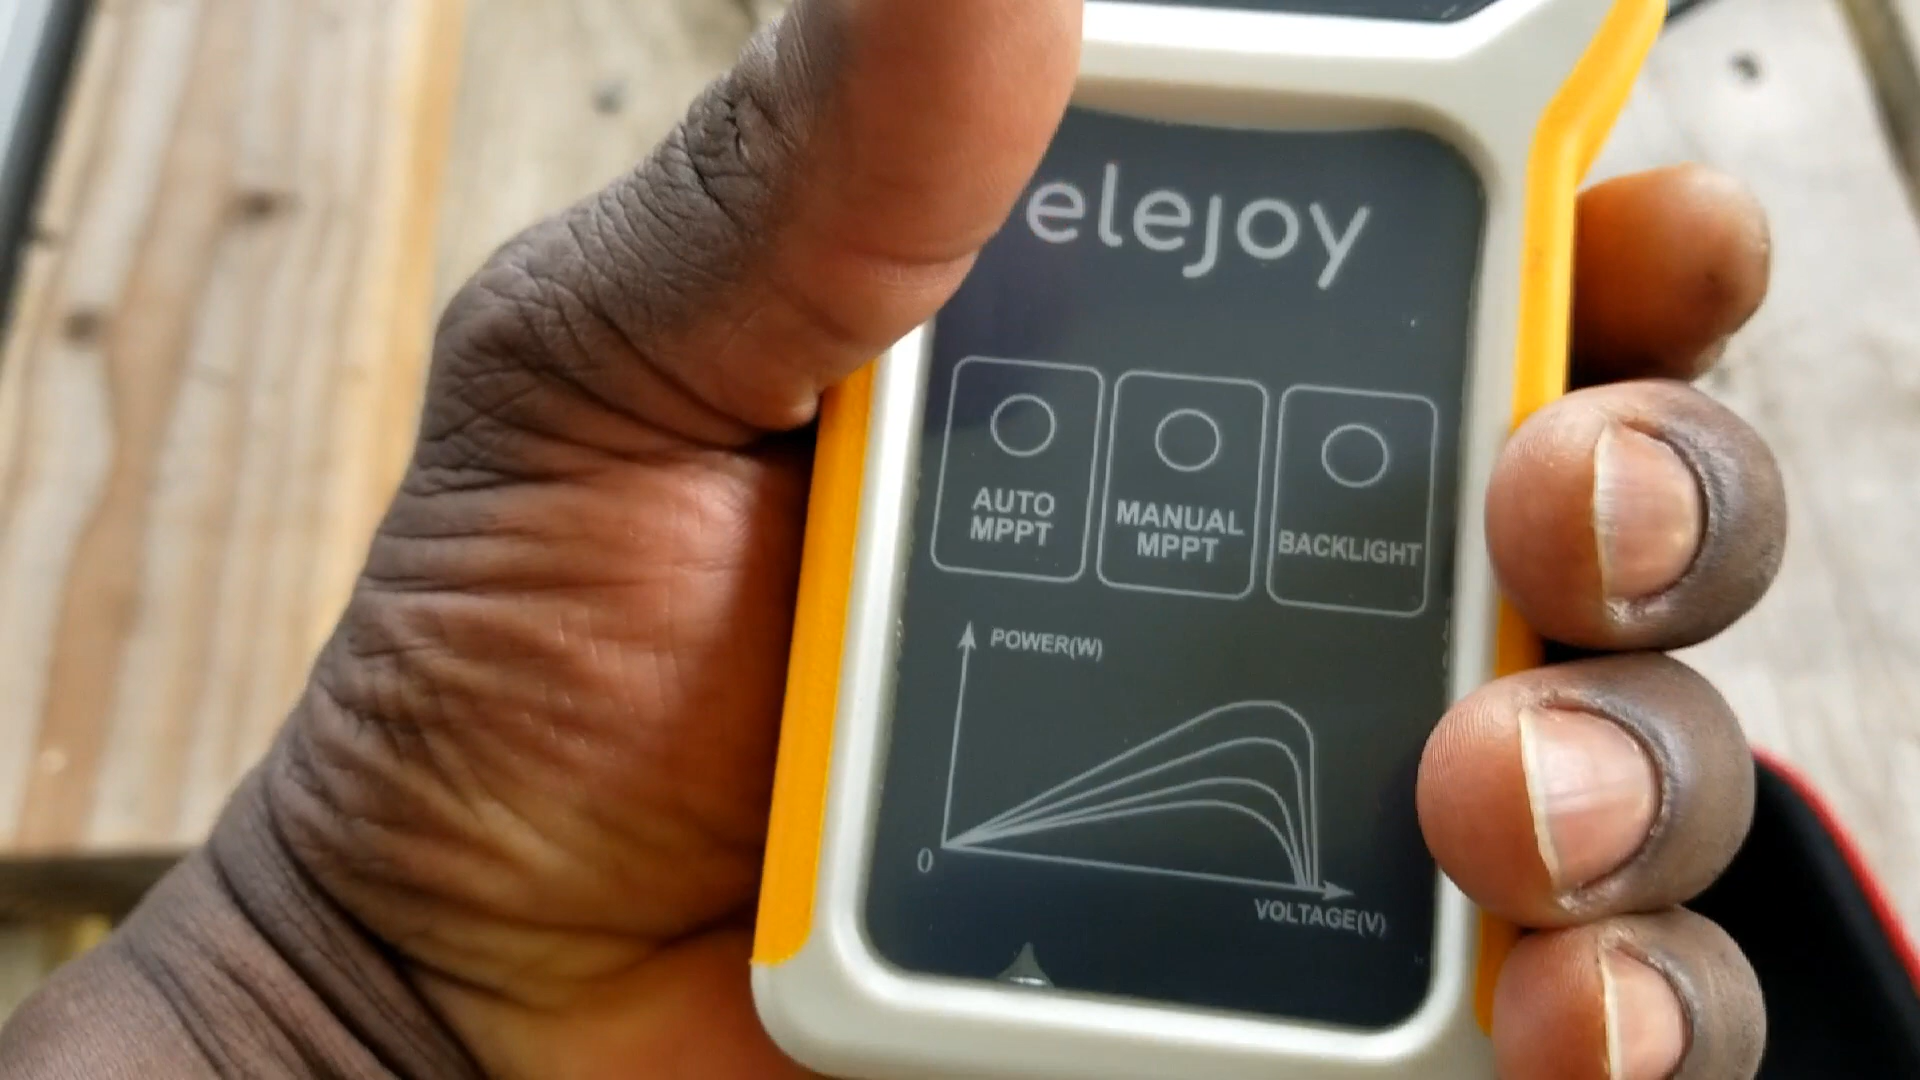 elejoy
AUTO
MPPT
MANUAL
MPPT
BACKLIGHT
POWER(W)
0
VOLTAGE(V)